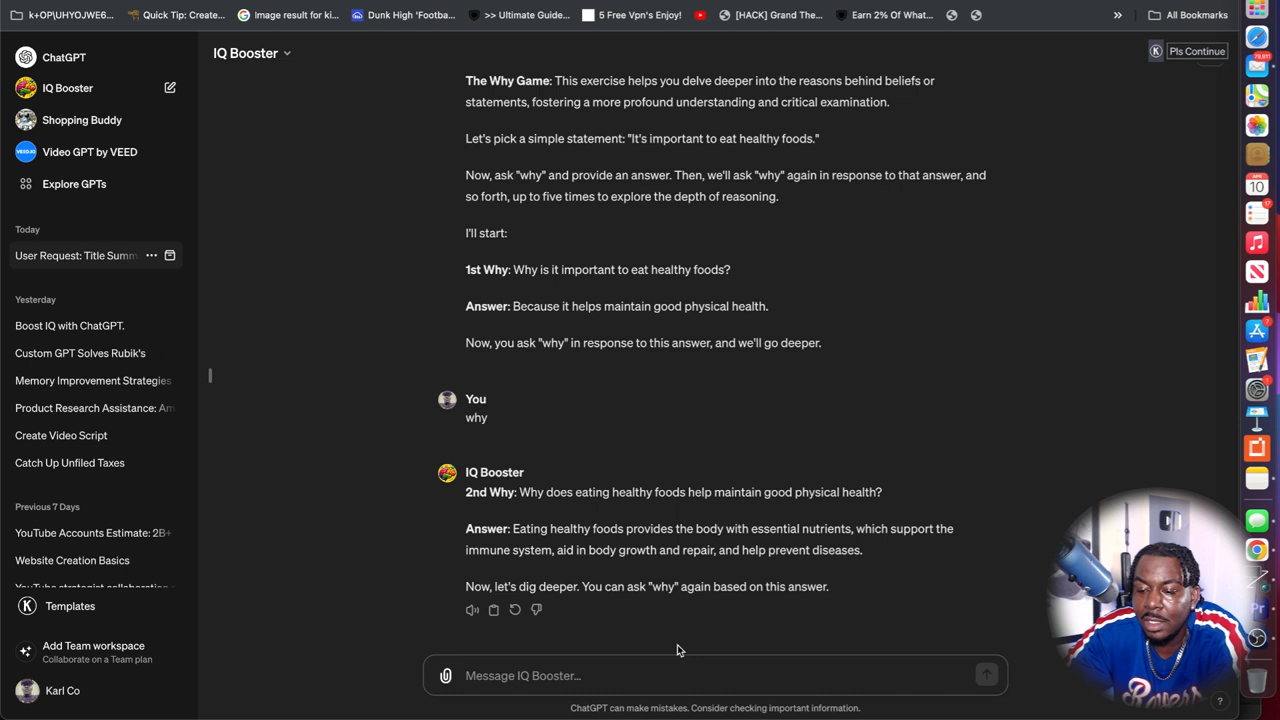 k+OP\UHYOJWE6...
Quick Tip: Create...
Image result for ki...
Dunk High 'Footba...
>> Ultimate Guide...
5 Free Vpn's Enjoy!
[HACK] Grand The...
Earn 2% Of What...
»
All Bookmarks
ChatGPT
IQ Booster
Shopping Buddy
Video GPT by VEED
Explore GPTs
Today
User Request: Title Summ
Yesterday
Boost IQ with ChatGPT.
Custom GPT Solves Rubik's
Memory Improvement Strategies
Product Research Assistance: Am
Create Video Script
Catch Up Unfiled Taxes
Previous 7 Days
YouTube Accounts Estimate: 2B+
Website Creation Basics
Templates
Add Team workspace
Collaborate on a Team plan
Karl Co
IQ Booster
K Pls Continue
The Why Game: This exercise helps you delve deeper into the reasons behind beliefs or
statements, fostering a more profound understanding and critical examination.
Let's pick a simple statement: "It's important to eat healthy foods."
Now, ask "why" and provide an answer. Then, we'll ask "why" again in response to that answer, and
so forth, up to five times to explore the depth of reasoning.
I'll start:
1st Why: Why is it important to eat healthy foods?
Answer: Because it helps maintain good physical health.
Now, you ask "why" in response to this answer, and we'll go deeper.
You
why
IQ Booster
2nd Why: Why does eating healthy foods help maintain good physical health?
Answer: Eating healthy foods provides the body with essential nutrients, which support the
immune system, aid in body growth and repair, and help prevent diseases.
Now, let's dig deeper. You can ask "why" again based on this answer.
Message IQ Booster...
ChatGPT can make mistakes. Consider checking important information.
?
APR
10
17